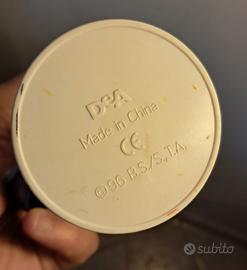 DeA
Made in China
CE
©96 B.S/S.,T.A.
subito